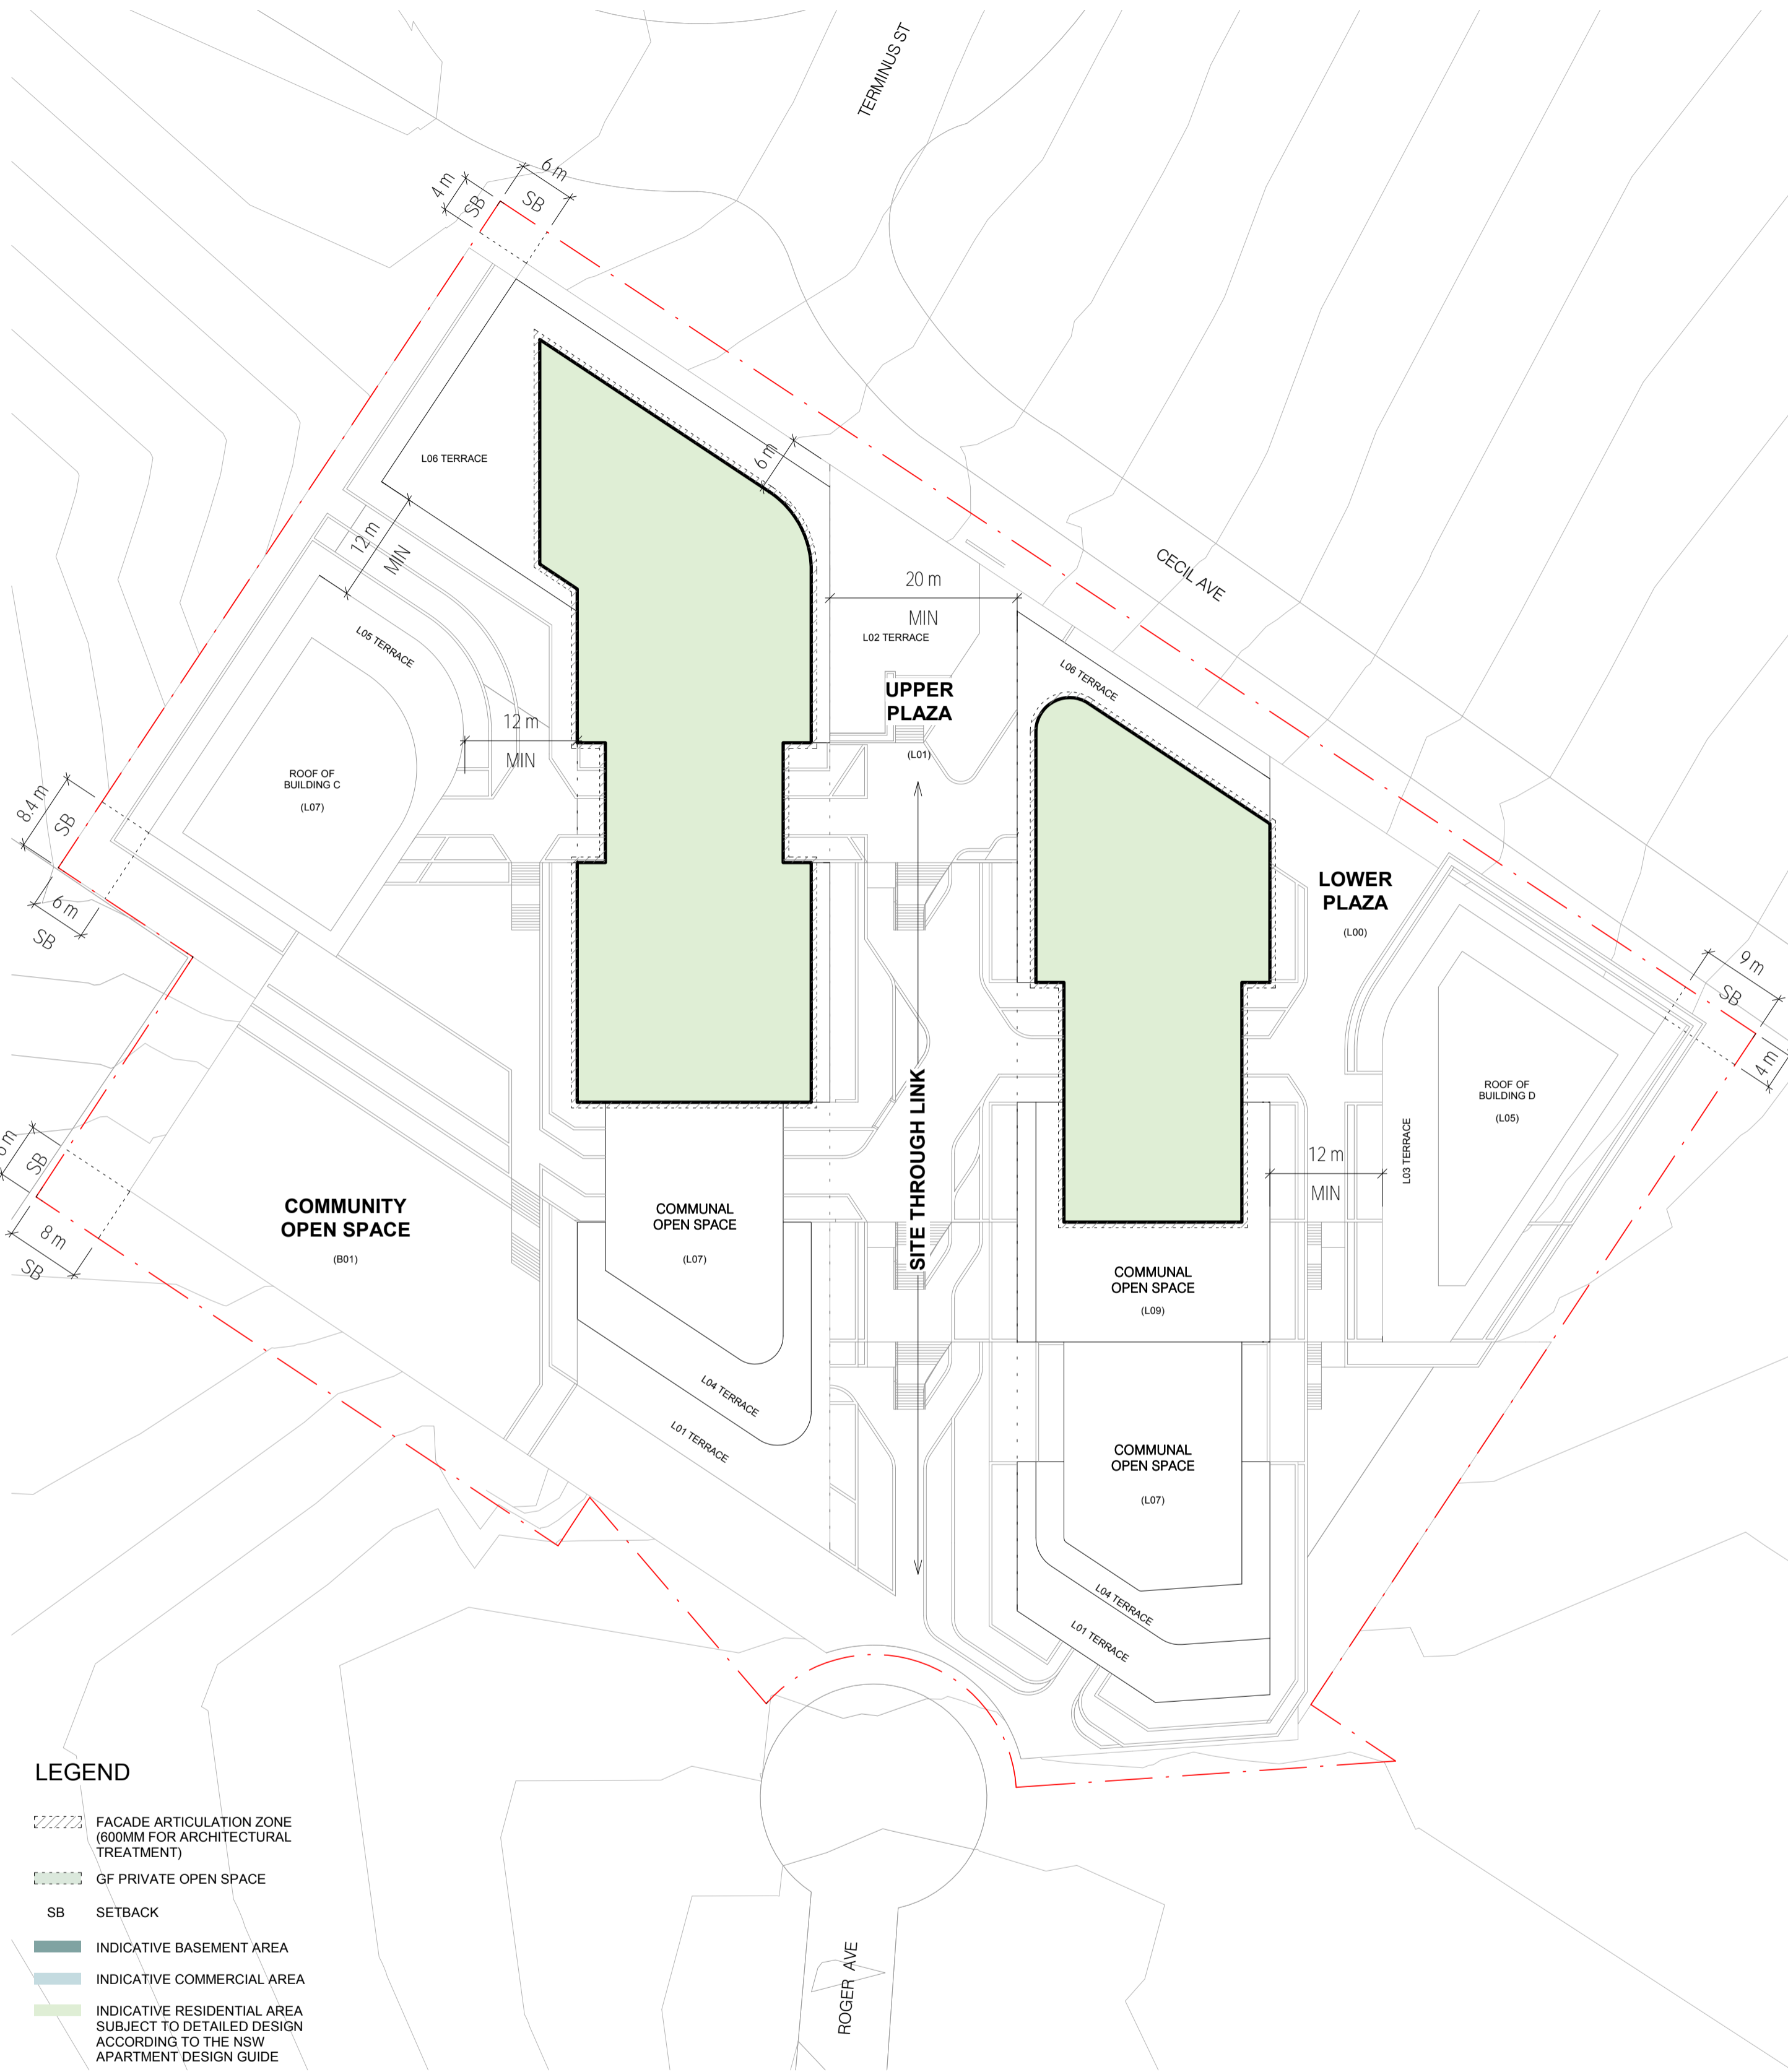 TERMINUS ST
6 m
4 m
SB
SB
L06 TERRACE
6 m
12 m
MIN
CECIL AVE
20 m
MIN
L02 TERRACE
L05 TERRACE
L06 TERRACE
UPPER
PLAZA
(L01)
12 m
MIN
ROOF OF
BUILDING C
(L07)
8.4 m
SB
6 m
SB
LOWER
PLAZA
(L00)
9 m
SB
4 m
ROOF OF
BUILDING D
(L05)
SITE THROUGH LINK
L03 TERRACE
12 m
MIN
SB
8 m
SB
COMMUNITY
OPEN SPACE
(B01)
COMMUNAL
OPEN SPACE
(L07)
COMMUNAL
OPEN SPACE
(L09)
L04 TERRACE
L01 TERRACE
COMMUNAL
OPEN SPACE
(L07)
L04 TERRACE
L01 TERRACE
LEGEND
FACADE ARTICULATION ZONE
(600MM FOR ARCHITECTURAL
TREATMENT)
GF PRIVATE OPEN SPACE
SB SETBACK
INDICATIVE BASEMENT AREA
INDICATIVE COMMERCIAL AREA
INDICATIVE RESIDENTIAL AREA
SUBJECT TO DETAILED DESIGN
ACCORDING TO THE NSW
APARTMENT DESIGN GUIDE
ROGER AVE